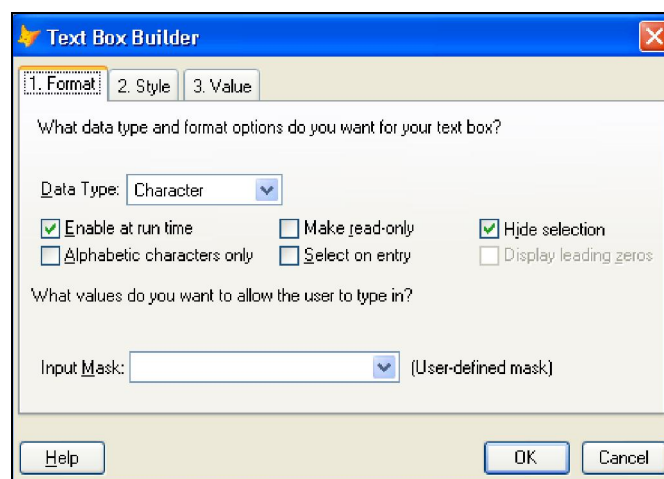 Text Box Builder
1. Format 2. Style 3. Value
What data type and format options do you want for your text box?
Data Type: Character
Enable at run time Make read-only Hide selection
Alphabetic characters only Select on entry Display leading zeros
What values do you want to allow the user to type in?
Input Mask: (User-defined mask)
Help OK Cancel